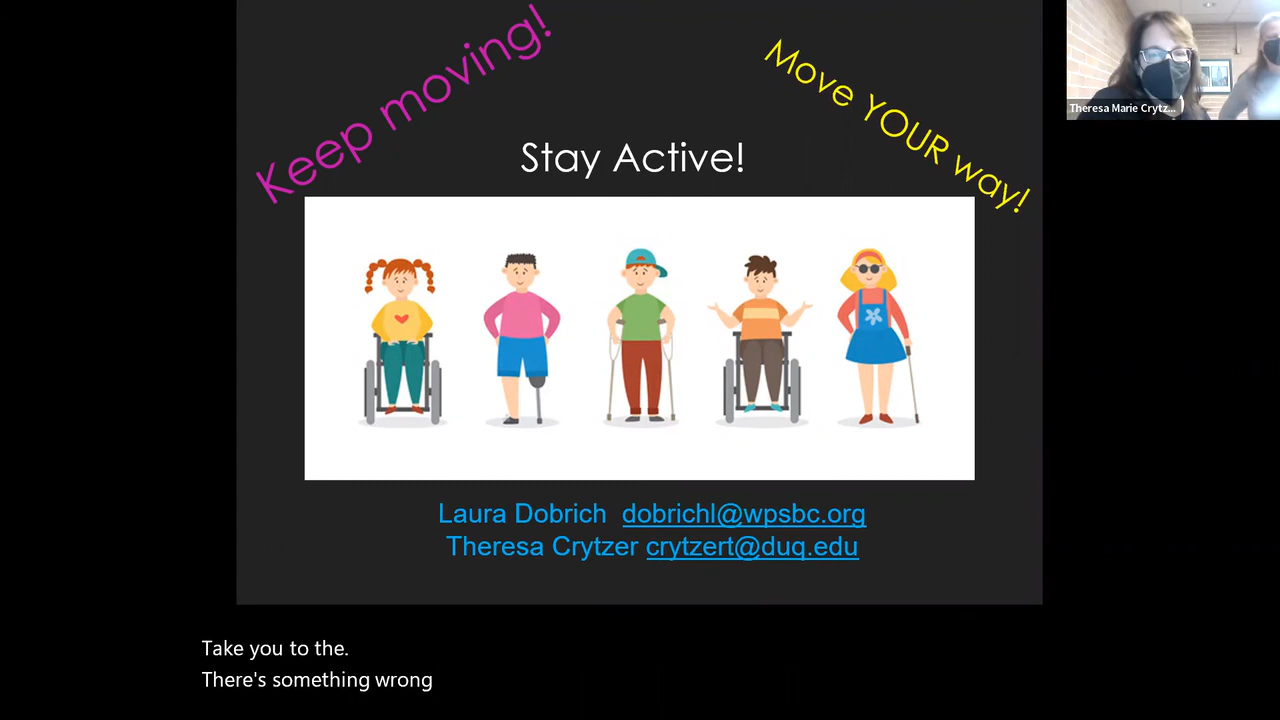 Keep moving!
Move YOUR way!
Stay Active!
Theresa Marie Crytz...
Laura Dobrich dobrichl@wpsbc.org
Theresa Crytzer crytzert@duq.edu
Take you to the.
There's something wrong